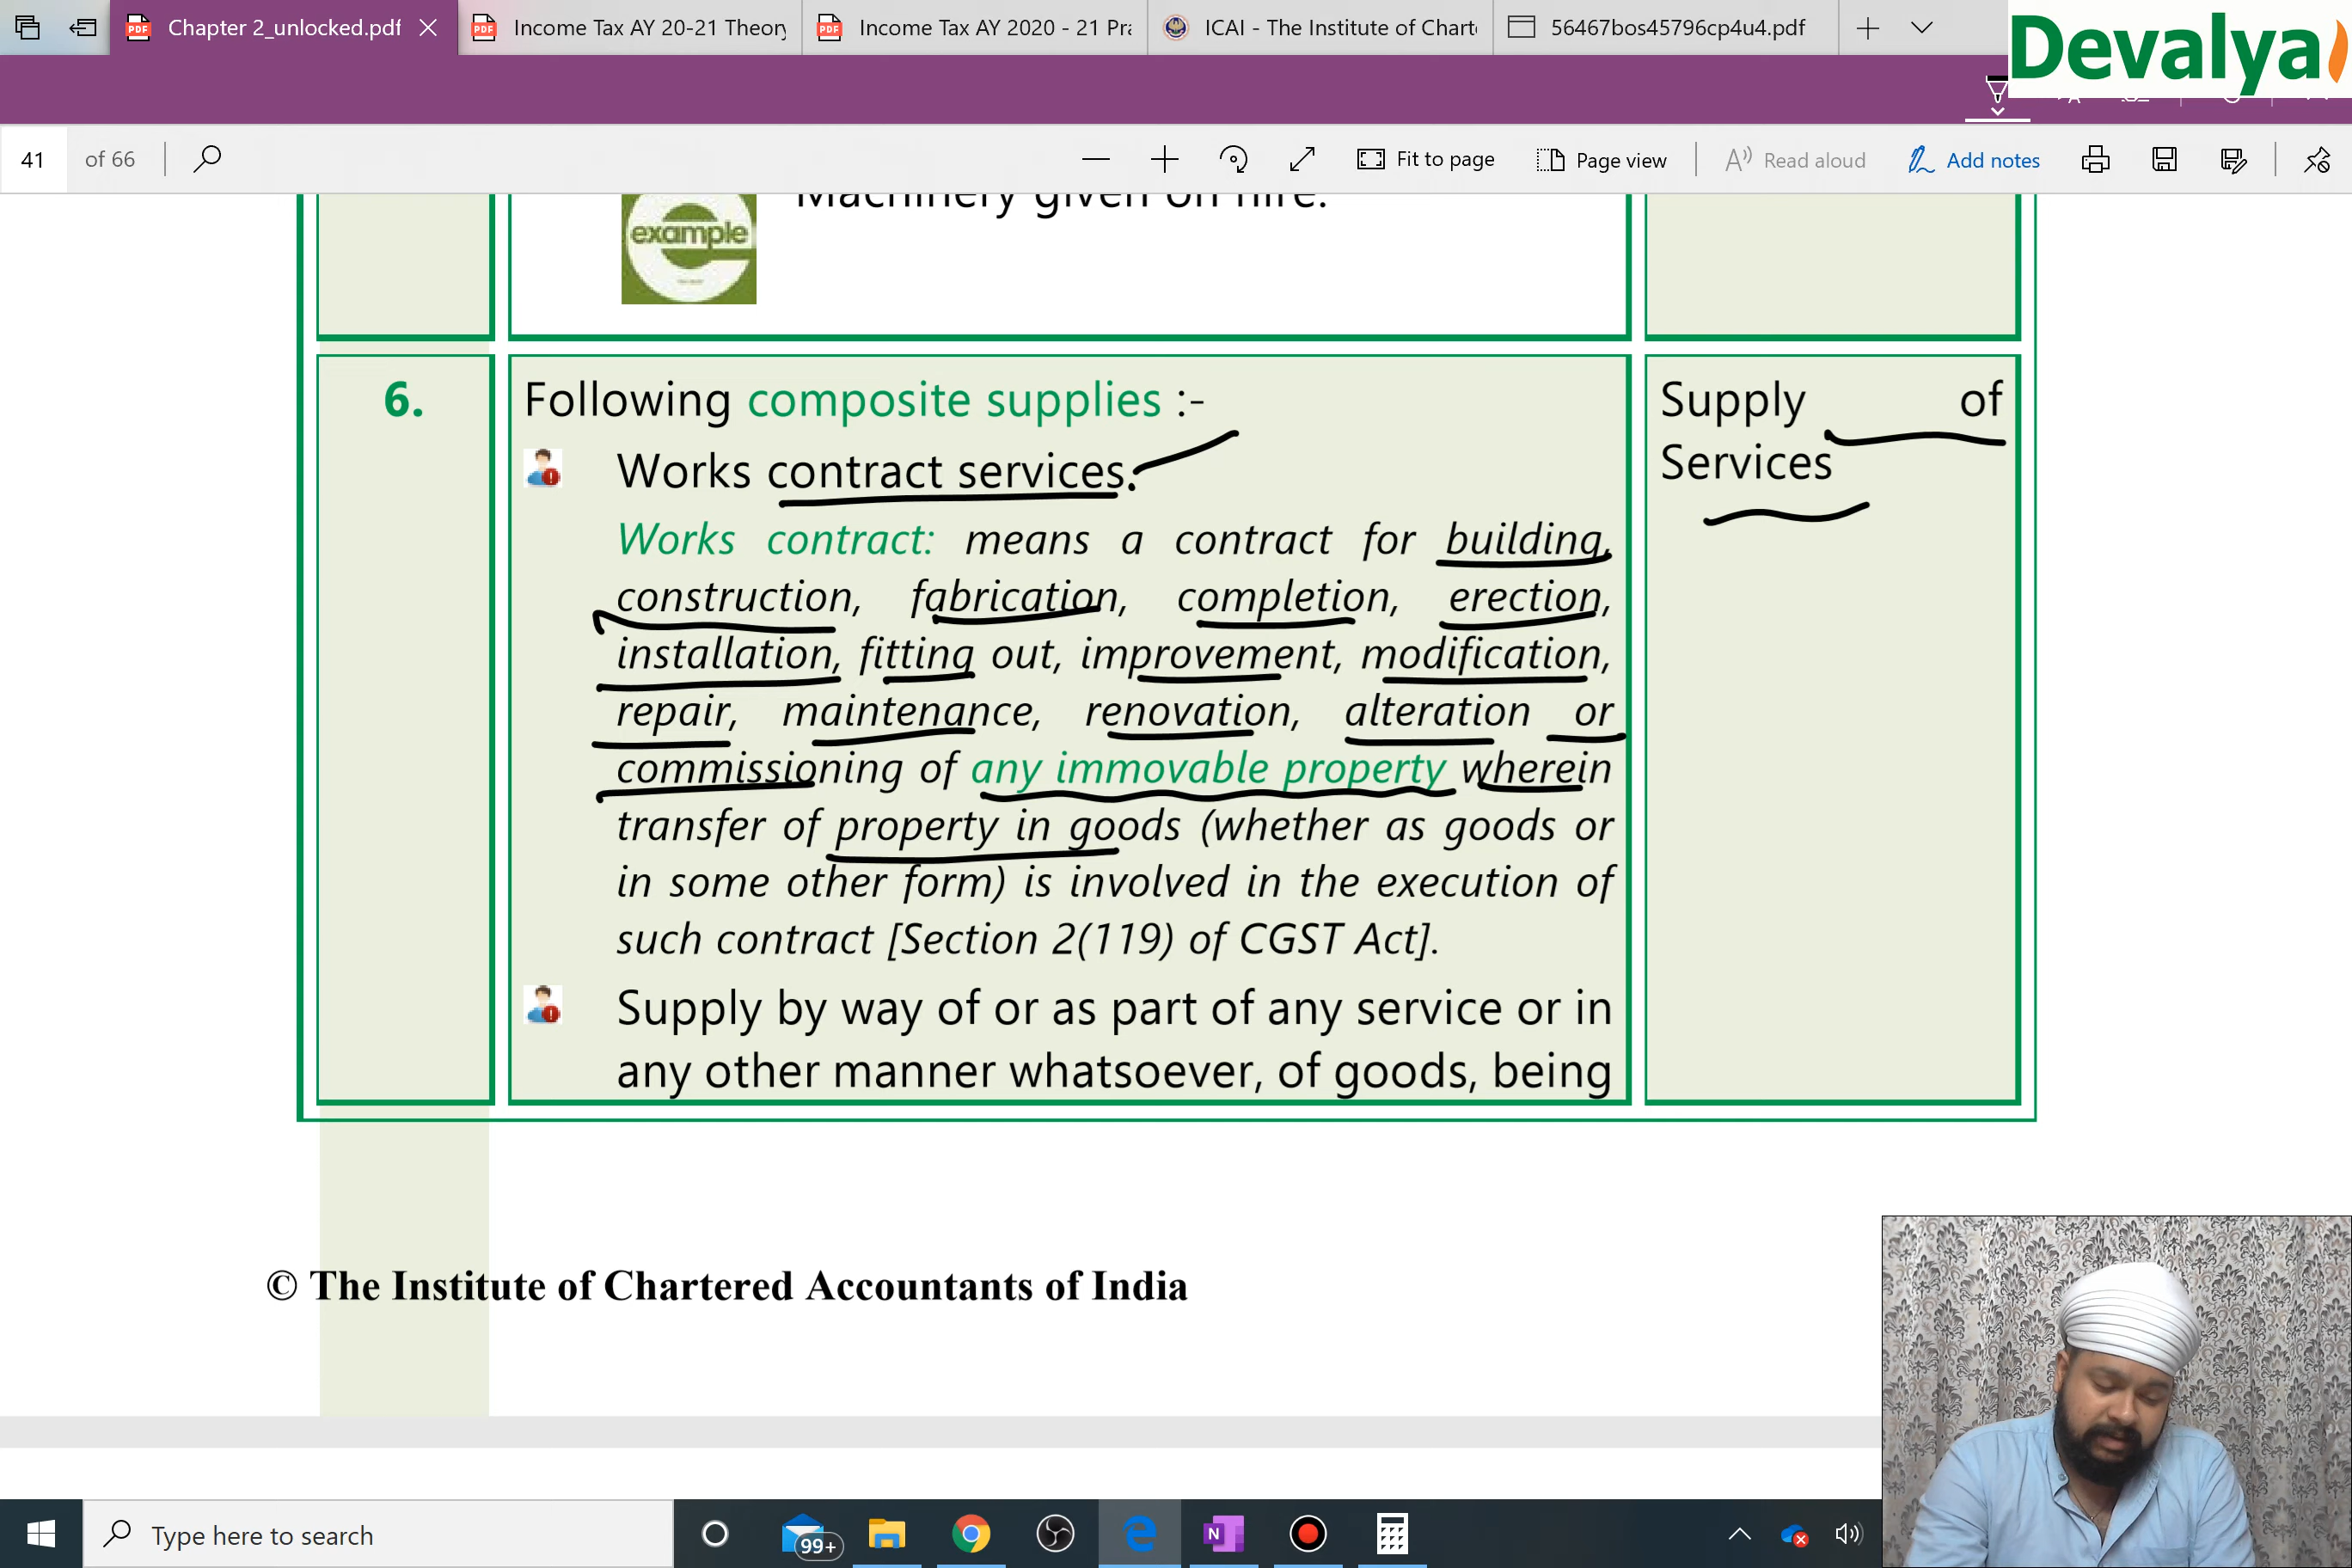 Chapter 2_unlocked.pdf
Income Tax AY 20-21 Theory
Income Tax AY 2020 - 21 Pra
ICAI - The Institute of Charte
56467bos45796cp4u4.pdf
Devalya
41 of 66
Fit to page
Page view
Read aloud
Add notes
Machinery given on hire.
example
6.
Following composite supplies :-
Works contract services.
Works contract: means a contract for building,
construction, fabrication, completion, erection,
installation, fitting out, improvement, modification,
repair, maintenance, renovation, alteration or
commissioning of any immovable property wherein
transfer of property in goods (whether as goods or
in some other form) is involved in the execution of
such contract [Section 2(119) of CGST Act].
Supply by way of or as part of any service or in
any other manner whatsoever, of goods, being
Supply of
Services
© The Institute of Chartered Accountants of India
Type here to search
99+
N